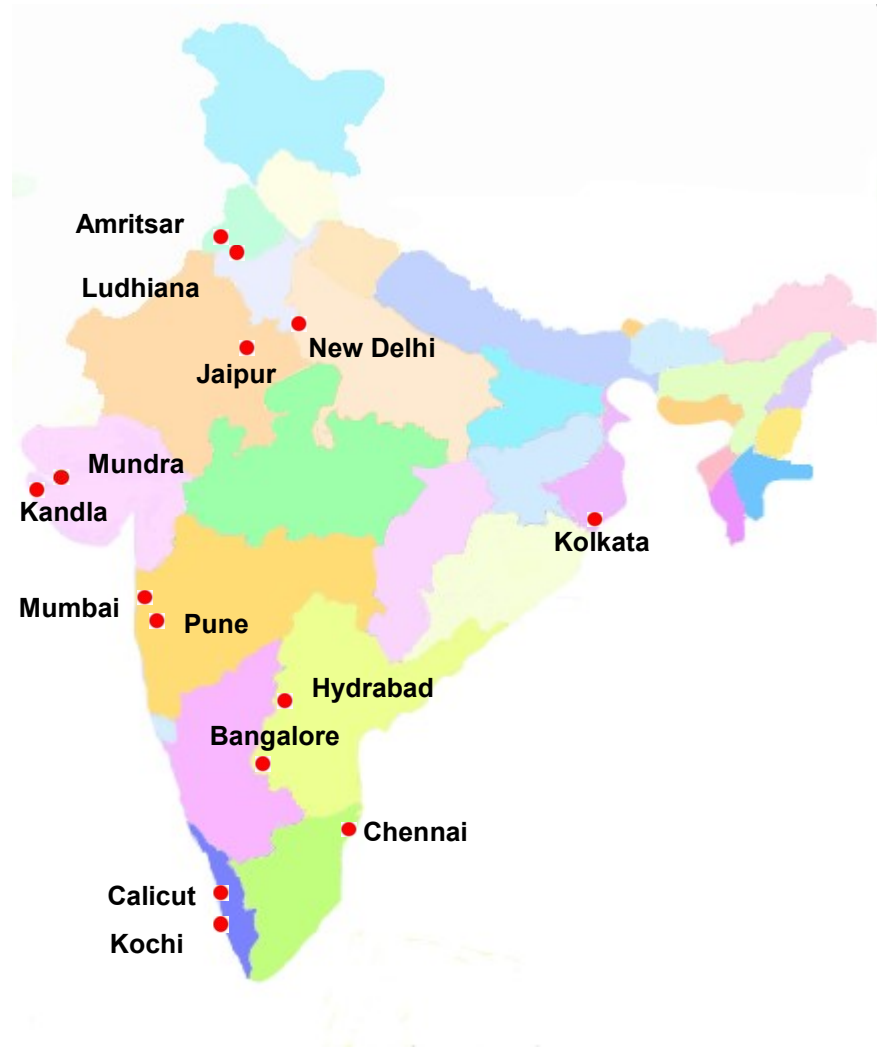 Amritsar
Ludhiana
New Delhi
Jaipur
Mundra
Kandla
Kolkata
Mumbai
Pune
Hydrabad
Bangalore
Chennai
Calicut
Kochi